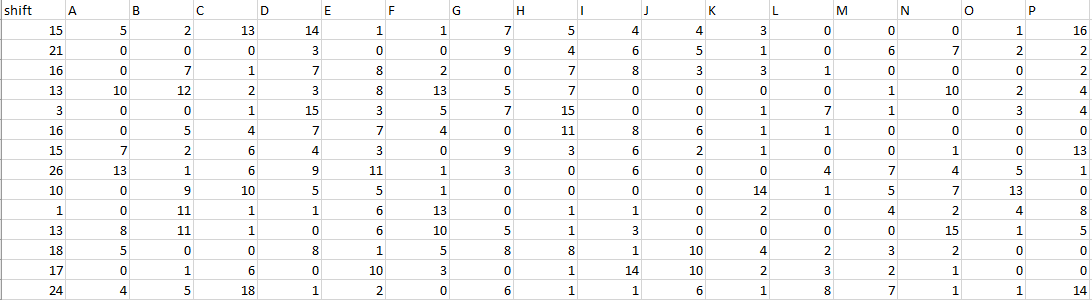 shift A B C D E F G H I J K L M N O P
15 5 2 13 14 1 1 7 5 4 4 3 0 0 0 1 16
21 0 0 0 3 0 0 9 4 6 5 1 0 6 7 2 2
16 0 7 1 7 8 2 0 7 8 3 3 1 0 0 0 2
13 10 12 2 3 8 13 5 7 0 0 0 0 1 10 2 4
3 0 0 1 15 3 5 7 15 0 0 1 7 1 0 3 4
16 0 5 4 7 7 4 0 11 8 6 1 1 0 0 0 0
15 7 2 6 4 3 0 9 3 6 2 1 0 0 1 0 13
26 13 1 6 9 11 1 3 0 6 0 0 4 7 4 5 1
10 0 9 10 5 5 1 0 0 0 0 14 1 5 7 13 0
1 0 11 1 1 6 13 0 1 1 0 2 0 4 2 4 8
13 8 11 1 0 6 10 5 1 3 0 0 0 0 15 1 5
18 5 0 0 8 1 5 8 8 1 10 4 2 3 2 0 0
17 0 1 6 0 10 3 0 1 14 10 2 3 2 1 0 0
24 4 5 18 1 2 0 6 1 1 6 1 8 7 1 1 14